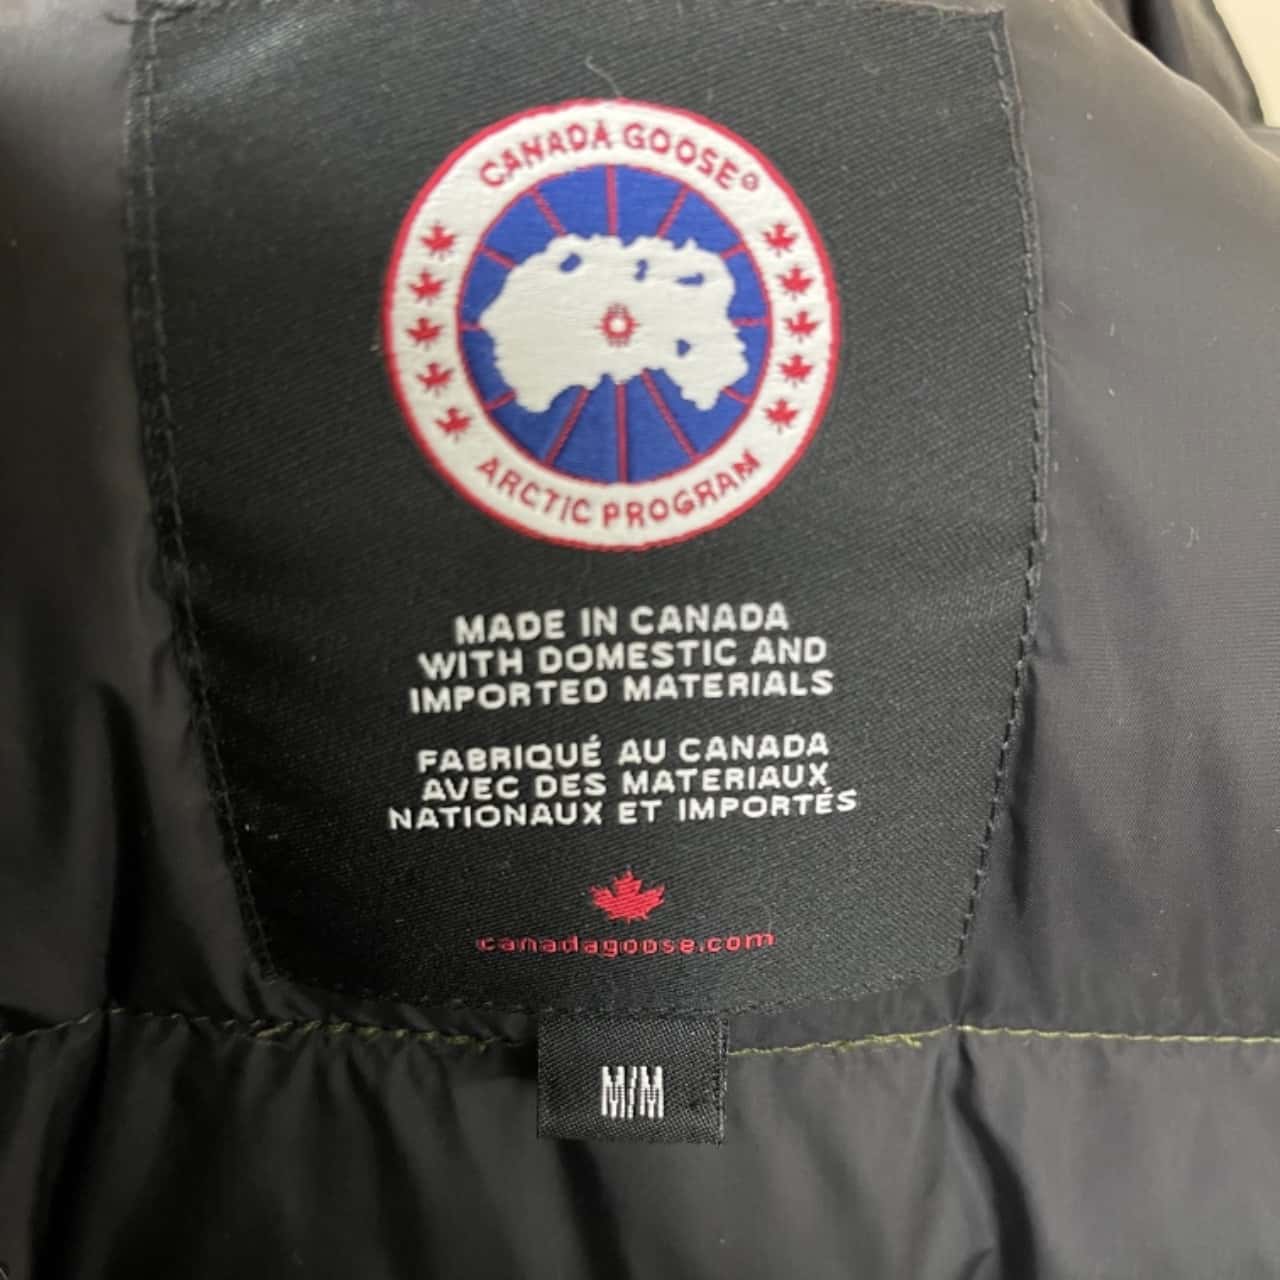 CANADA GOOSE®
ARCTIC PROGRAM
MADE IN CANADA
WITH DOMESTIC AND
IMPORTED MATERIALS
FABRIQUÉ AU CANADA
AVEC DES MATERIAUX
NATIONAUX ET IMPORTÉS
canadagoose.com
M/M